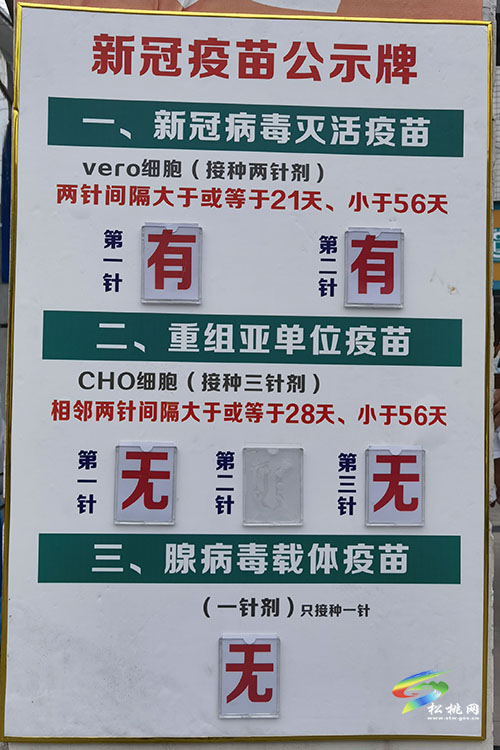 新冠疫苗公示牌
一、新冠病毒灭活疫苗
vero细胞（接种两针剂）
两针间隔大于或等于21天、小于56天
第一针 有 第二针 有
二、重组亚单位疫苗
CHO细胞（接种三针剂）
相邻两针间隔大于或等于28天、小于56天
第一针 无 第二针 第三针 无
三、腺病毒载体疫苗
（一针剂）只接种一针
无
松桃网
www.stw.gov.cn